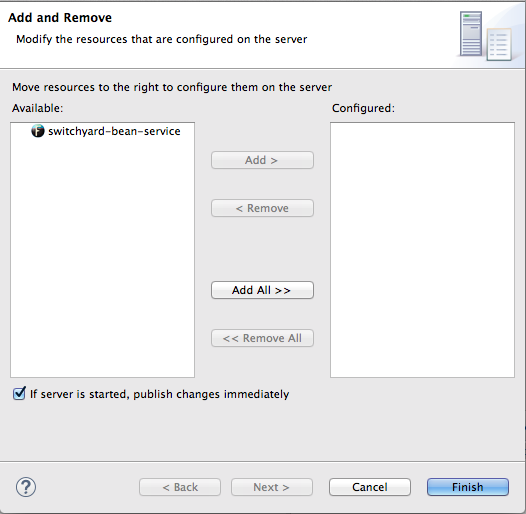 Add and Remove
Modify the resources that are configured on the server
Move resources to the right to configure them on the server
Available:
Configured:
switchyard-bean-service
Add >
< Remove
Add All >>
<< Remove All
If server is started, publish changes immediately
?
< Back
Next >
Cancel
Finish